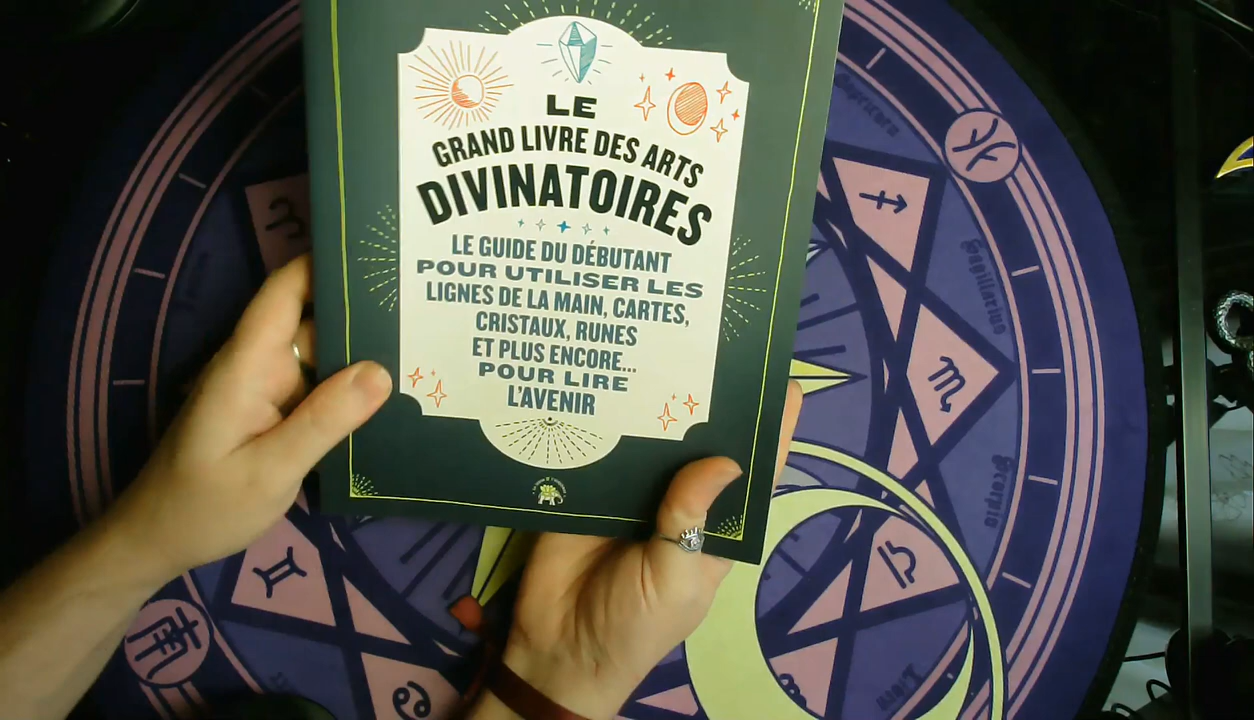 LE
GRAND LIVRE DES ARTS
DIVINATOIRES
LE GUIDE DU DÉBUTANT
POUR UTILISER LES
LIGNES DE LA MAIN, CARTES,
CRISTAUX, RUNES
ET PLUS ENCORE...
POUR LIRE
L'AVENIR
Sagittarius
Scorpio